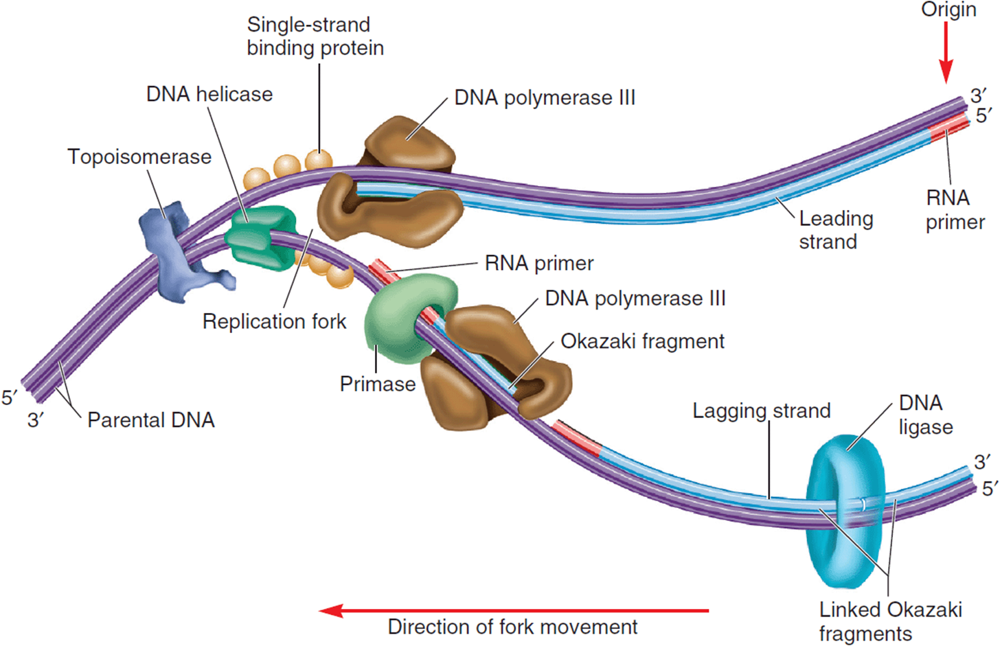 Origin
Single-strand
binding protein
DNA helicase
DNA polymerase III
3′
5′
Topoisomerase
RNA
primer
Leading
strand
RNA primer
DNA polymerase III
Replication fork
Okazaki fragment
Primase
5′
3′
Parental DNA
Lagging strand
DNA
ligase
3′
5′
Linked Okazaki
fragments
Direction of fork movement